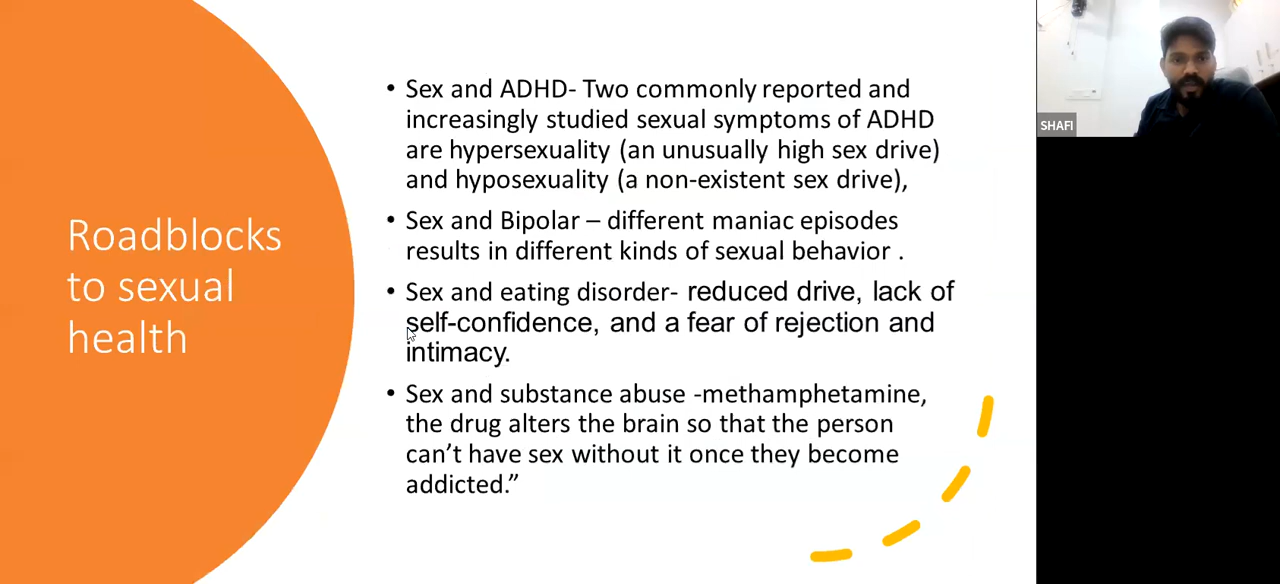 Roadblocks
to sexual
health
• Sex and ADHD- Two commonly reported and
increasingly studied sexual symptoms of ADHD
are hypersexuality (an unusually high sex drive)
and hyposexuality (a non-existent sex drive),
• Sex and Bipolar – different maniac episodes
results in different kinds of sexual behavior .
• Sex and eating disorder- reduced drive, lack of
self-confidence, and a fear of rejection and
intimacy.
• Sex and substance abuse -methamphetamine,
the drug alters the brain so that the person
can’t have sex without it once they become
addicted.”
SHAFI